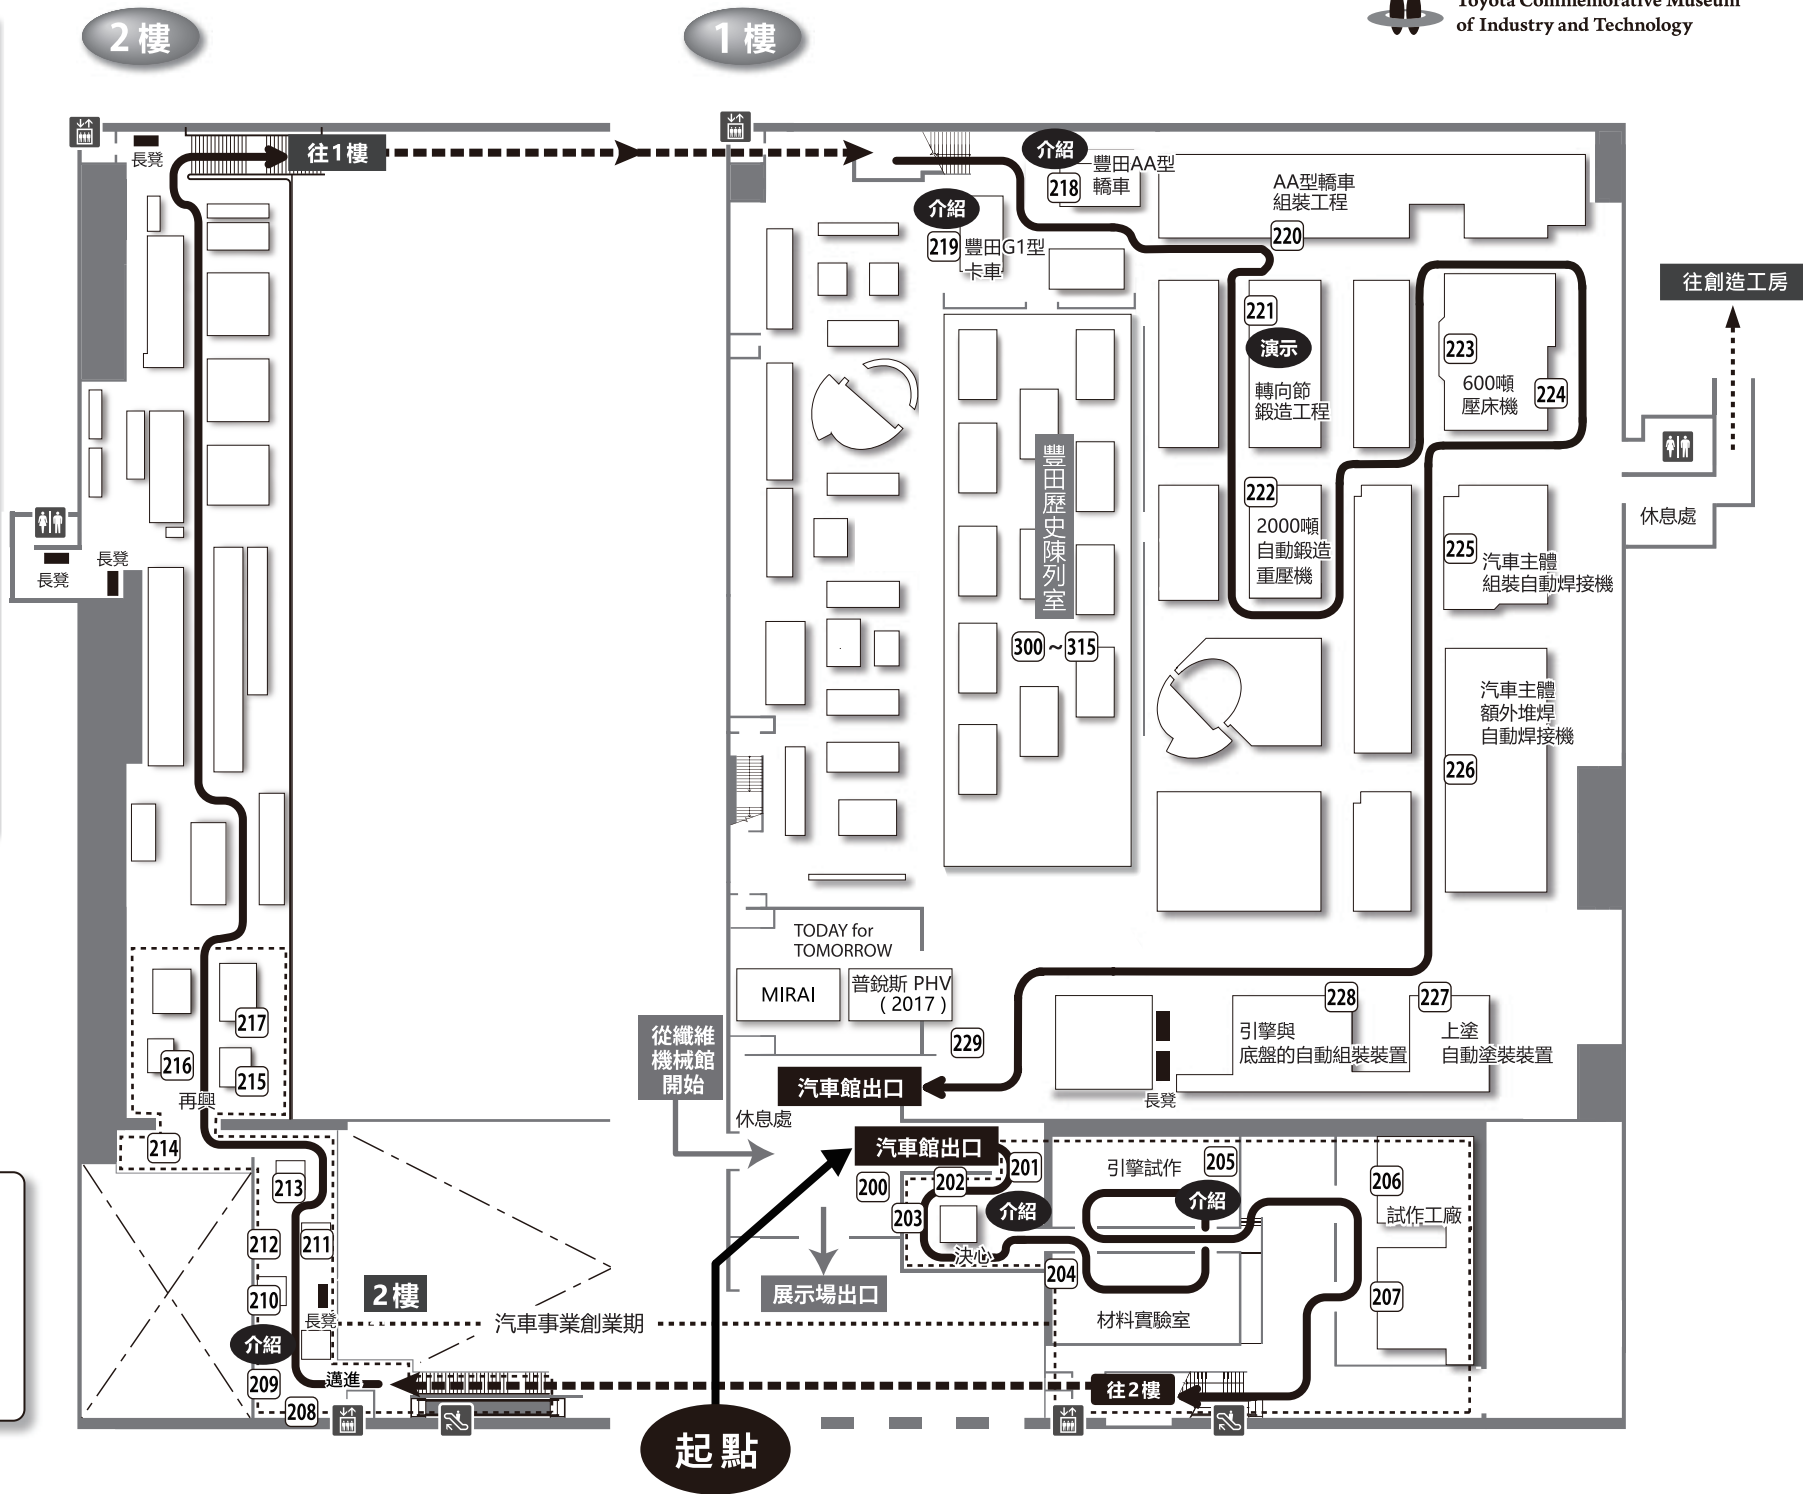 2樓
1樓
Toyota Commemorative Museum
of Industry and Technology
長凳
往1樓
介紹
218
豐田AA型
轎車
AA型轎車
組裝工程
220
介紹
219
豐田G1型
卡車
往創造工房
221
演示
轉向節
鍛造工程
223
600噸
壓床機
224
豐田歷史陳列室
300~315
222
2000噸
自動鍛造
重壓機
休息處
225
汽車主體
組裝自動焊接機
長凳
長凳
汽車主體
額外堆焊
自動焊接機
226
TODAY for
TOMORROW
MIRAI
普銳斯 PHV
( 2017 )
229
228
引擎與
底盤的自動組裝裝置
227
上塗
自動塗裝裝置
長凳
從纖維
機械館
開始
汽車館出口
休息處
217
216
215
再興
214
汽車館出口
200
201
202
203
介紹
決心
204
引擎試作
205
介紹
206
試作工廠
207
材料實驗室
展示場出口
213
212
211
210
長凳
2樓
汽車事業創業期
介紹
209
邁進
208
往2樓
起點